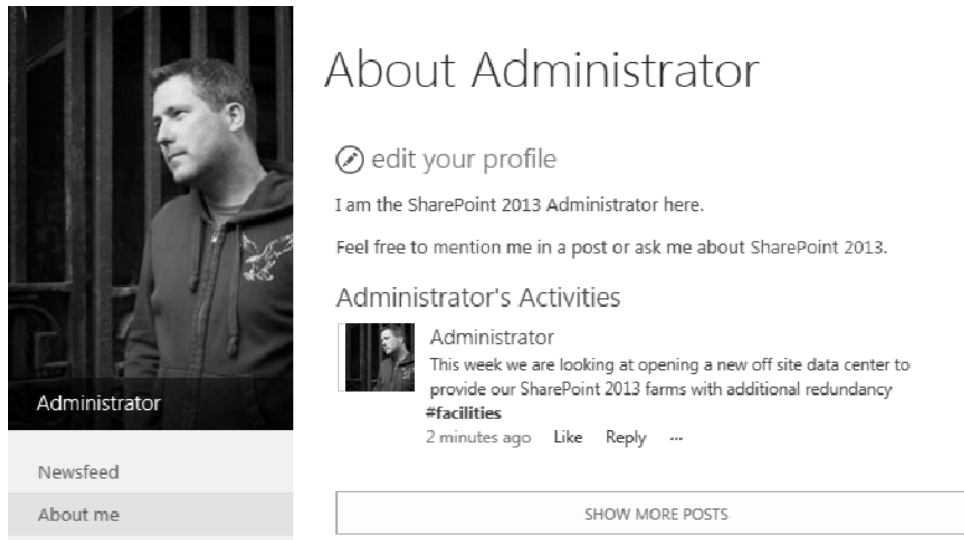 About Administrator
edit your profile
I am the SharePoint 2013 Administrator here.
Feel free to mention me in a post or ask me about SharePoint 2013.
Administrator's Activities
Administrator
This week we are looking at opening a new off site data center to
provide our SharePoint 2013 farms with additional redundancy
#facilities
2 minutes ago Like Reply ...
SHOW MORE POSTS
Administrator
Newsfeed
About me